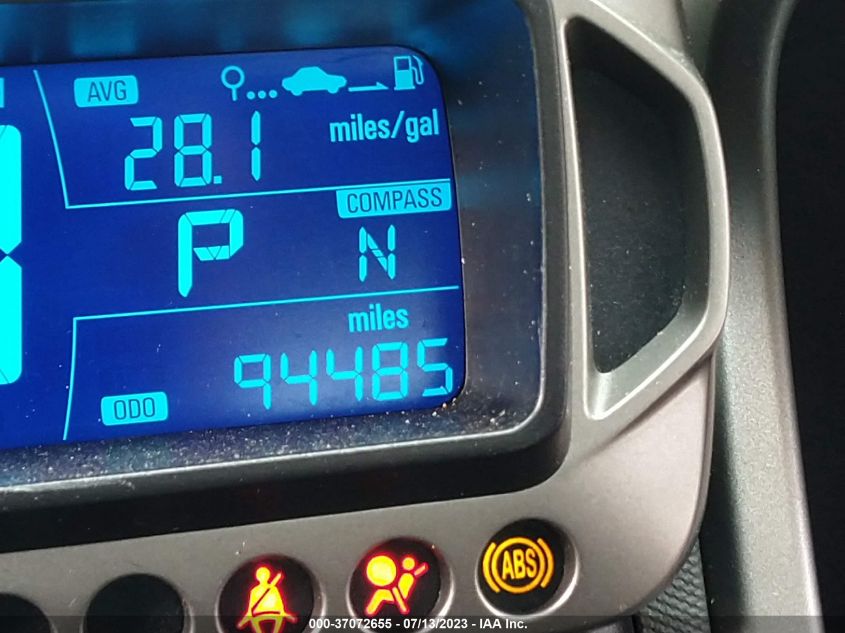 AVG
28.1 miles/gal
COMPASS
P N
miles
94485
ODO
ABS
000-37072655 - 07/13/2023 - IAA Inc.